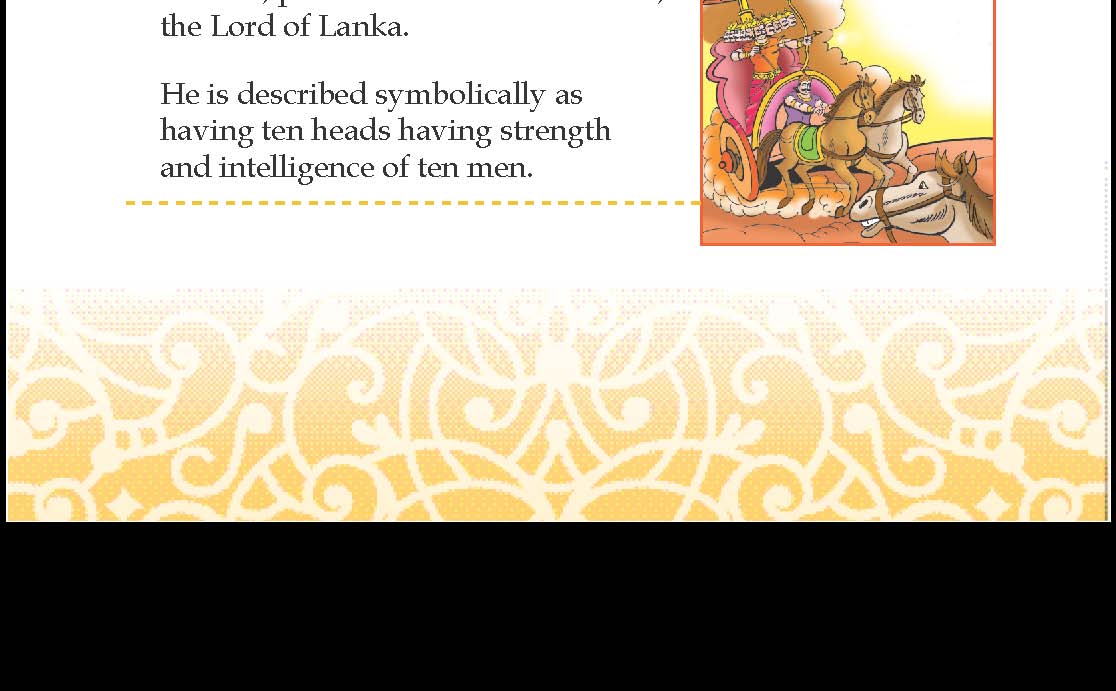 the Lord of Lanka.
He is described symbolically as
having ten heads having strength
and intelligence of ten men.